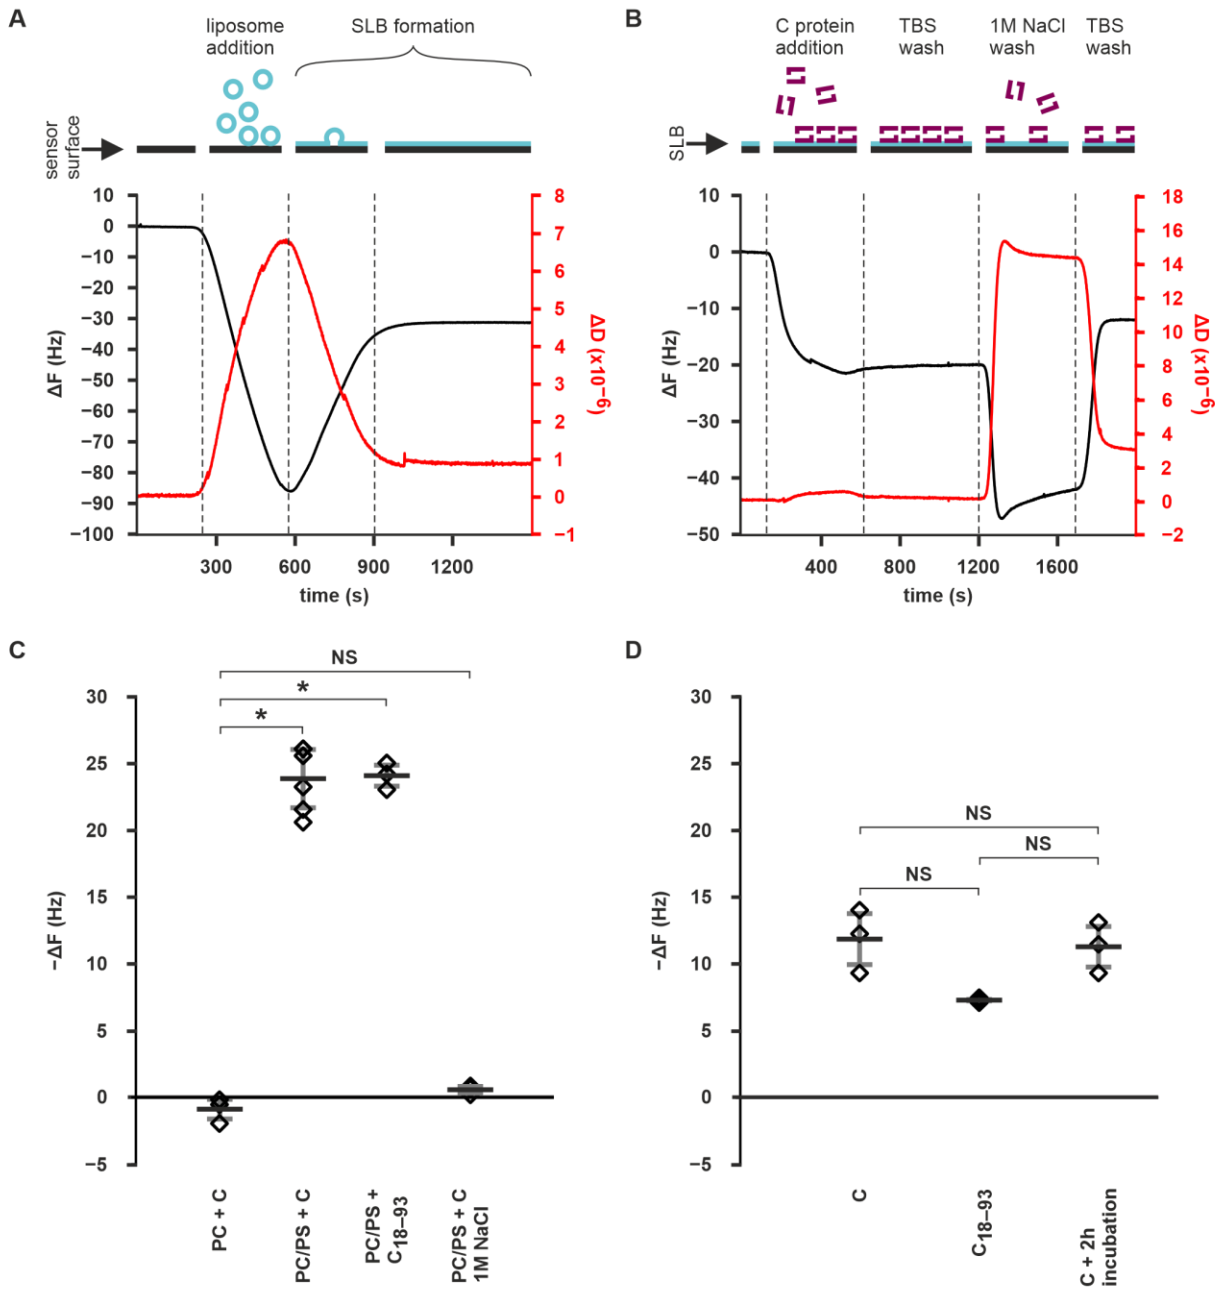 A
liposome
addition
SLB formation
sensor
surface
10
0
−10
−20
−30
−40
−50
−60
−70
−80
−90
−100
ΔF (Hz)
8
7
6
5
4
3
2
1
0
−1
ΔD (x10⁻⁶)
300
600
900
1200
time (s)
B
C protein
addition
TBS
wash
1M NaCl
wash
TBS
wash
SLB
10
0
−10
−20
−30
−40
−50
ΔF (Hz)
18
16
14
12
10
8
6
4
2
0
−2
ΔD (x10⁻⁶)
400
800
1200
1600
time (s)
C
NS
*
*
30
25
20
15
10
5
0
−5
−ΔF (Hz)
PC + C
PC/PS + C
PC/PS +
C18–93
PC/PS + C
1M NaCl
D
NS
NS
NS
30
25
20
15
10
5
0
−5
−ΔF (Hz)
C
C18–93
C + 2h
incubation